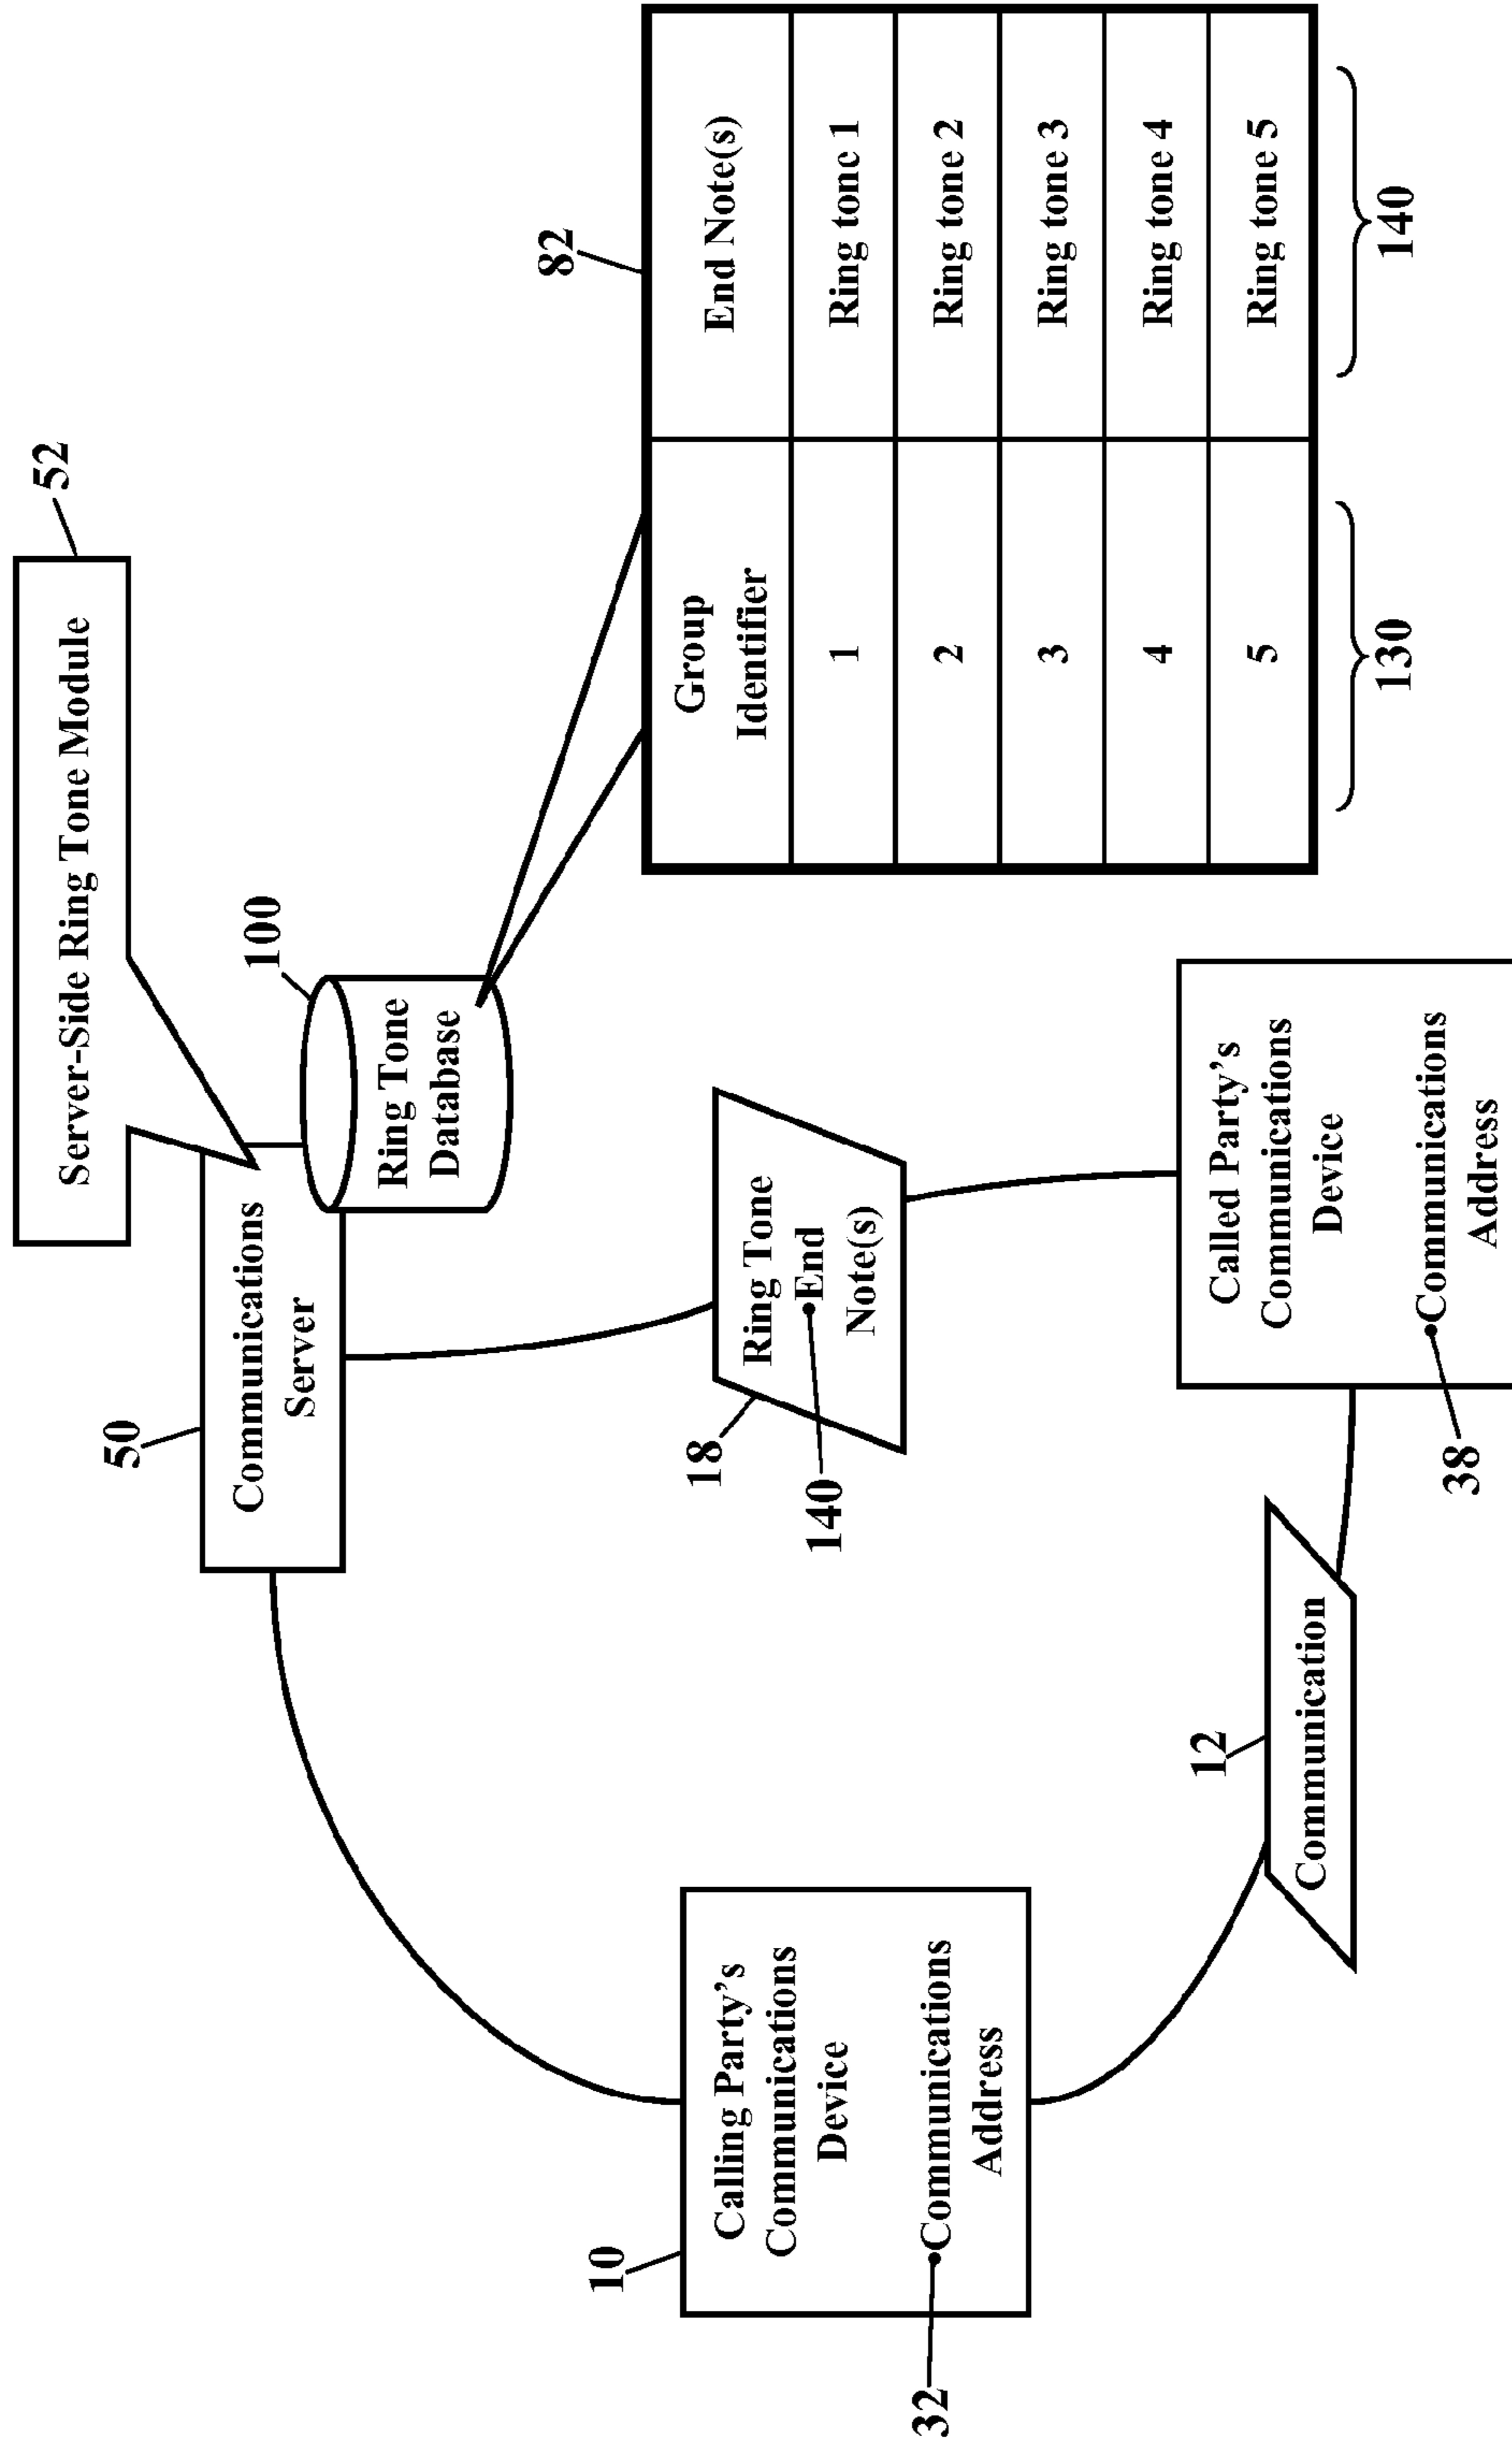 52
Server-Side Ring Tone Module
50
Communications
Server
100
Ring Tone
Database
82
Group
Identifier
End Note(s)
1
Ring tone 1
2
Ring tone 2
3
Ring tone 3
4
Ring tone 4
5
Ring tone 5
130
140
18
Ring Tone
End
Note(s)
140
10
Calling Party's
Communications
Device
Communications
Address
32
12
Communication
Called Party's
Communications
Device
Communications
Address
38